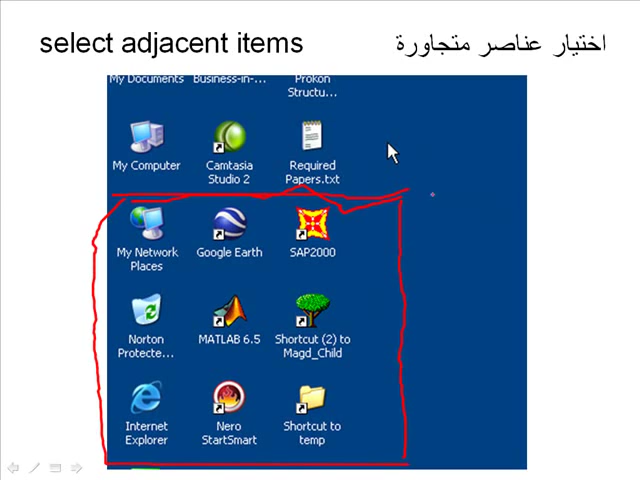 select adjacent items
اختيار عناصر متجاورة
My Documents
Business-in-...
Prokon
Structu...
My Computer
Camtasia
Studio 2
Required
Papers.txt
My Network
Places
Google Earth
SAP2000
Norton
Protecte...
MATLAB 6.5
Shortcut (2) to
Magd_Child
Internet
Explorer
Nero
StartSmart
Shortcut to
temp